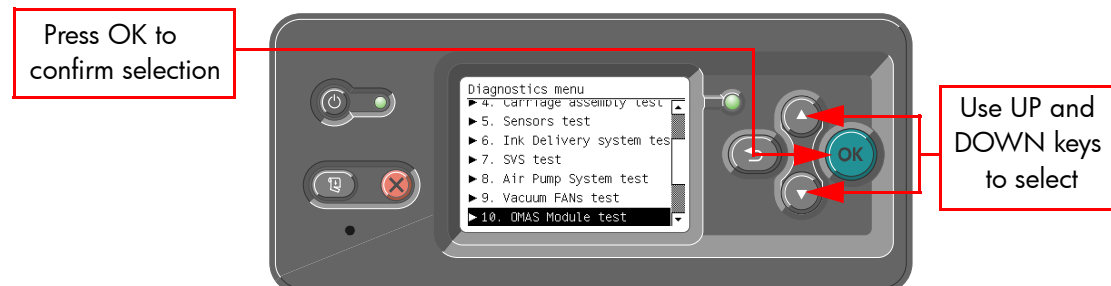 Press OK to
confirm selection
Diagnostics menu
▶ 4. Carriage assembly test
▶ 5. Sensors test
▶ 6. Ink Delivery system tes
▶ 7. SVS test
▶ 8. Air Pump System test
▶ 9. Vacuum FANs test
▶ 10. OMAS Module test
OK
Use UP and
DOWN keys
to select